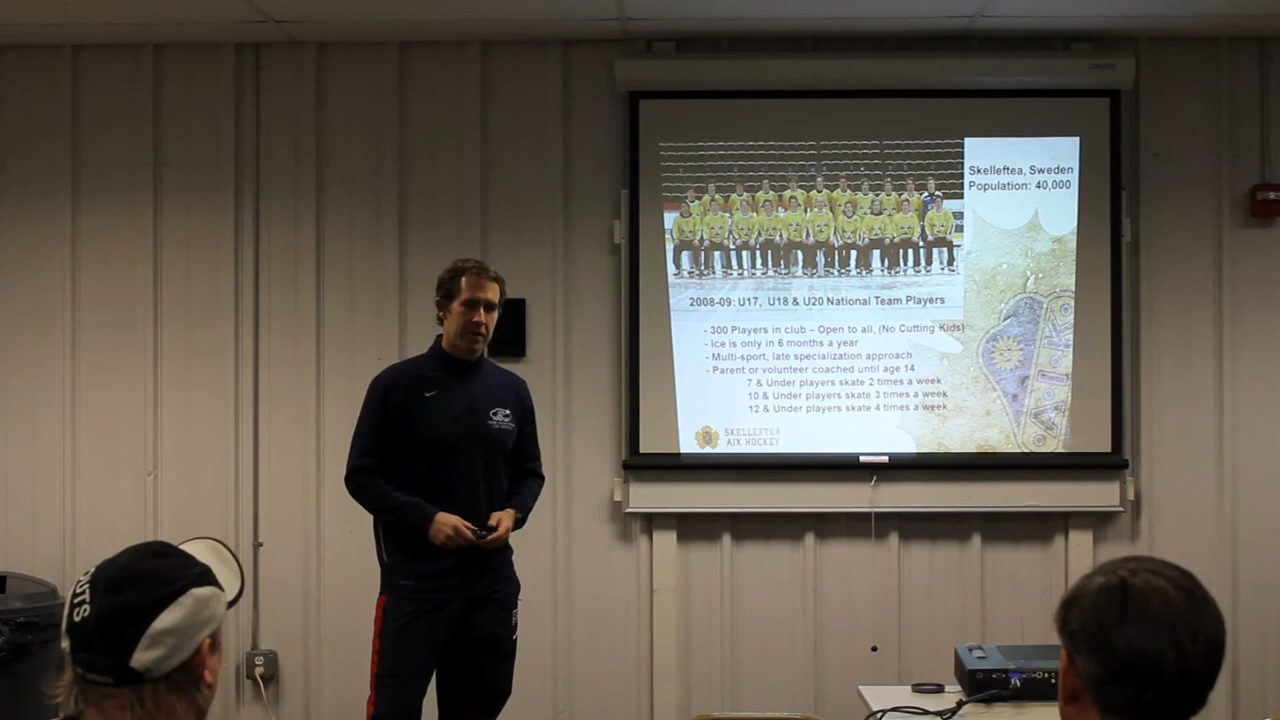 Skelleftea, Sweden
Population: 40,000
2008-09: U17, U18 & U20 National Team Players
- 300 Players in club – Open to all, (No Cutting Kids)
- Ice is only in 6 months a year
- Multi-sport, late specialization approach
- Parent or volunteer coached until age 14
7 & Under players skate 2 times a week
10 & Under players skate 3 times a week
12 & Under players skate 4 times a week
SKELLEFTEA
AIK HOCKEY
A.I.K
OUTS